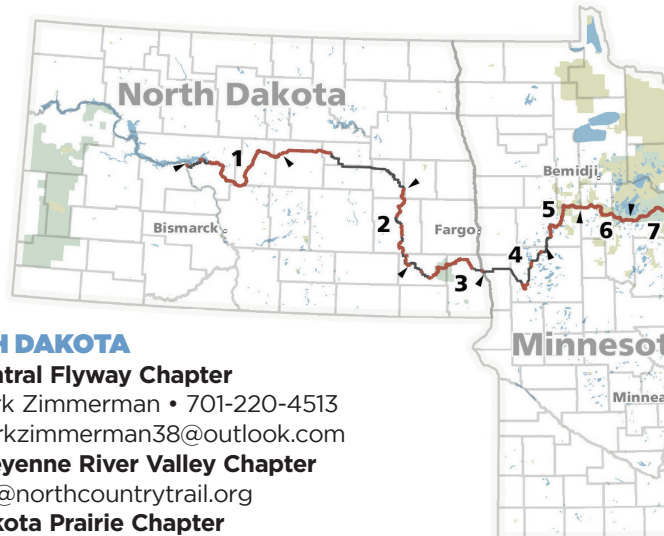 North Dakota
1
Bemidji
5
2
Bismarck
Fargo
4
6
7
3
Minnesot
Minnea
H DAKOTA
ntral Flyway Chapter
rk Zimmerman • 701-220-4513
rkzimmerman38@outlook.com
eyenne River Valley Chapter
@northcountrytrail.org
kota Prairie Chapter